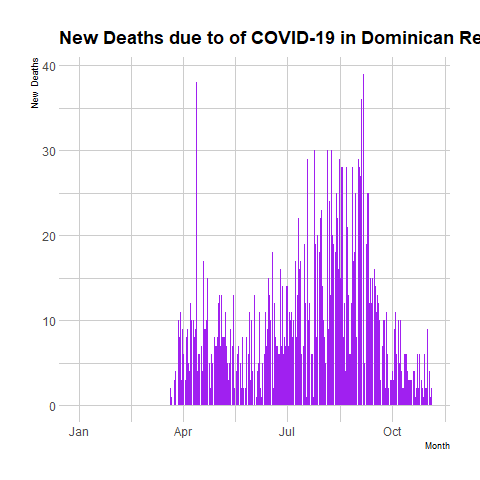 New Deaths due to of COVID-19 in Dominican Re
New Deaths
40
30
20
10
0
Jan Apr Jul Oct
Month